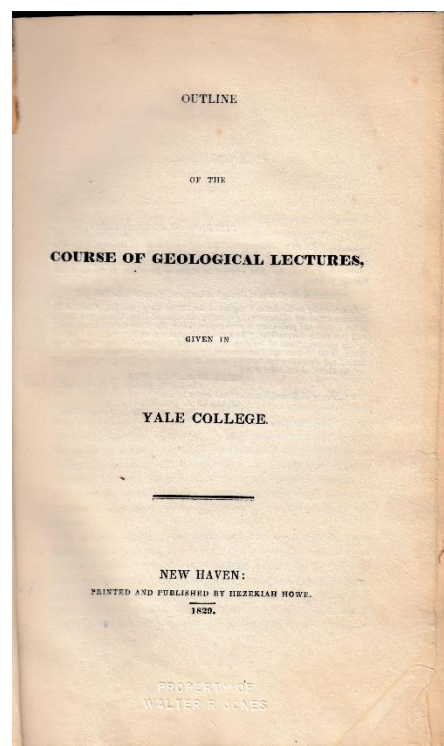 OUTLINE
OF THE
COURSE OF GEOLOGICAL LECTURES,
GIVEN IN
YALE COLLEGE.
NEW HAVEN:
PRINTED AND PUBLISHED BY HEZEKIAH HOWE.
1829.
PROPERTY OF
WALTER R JONES